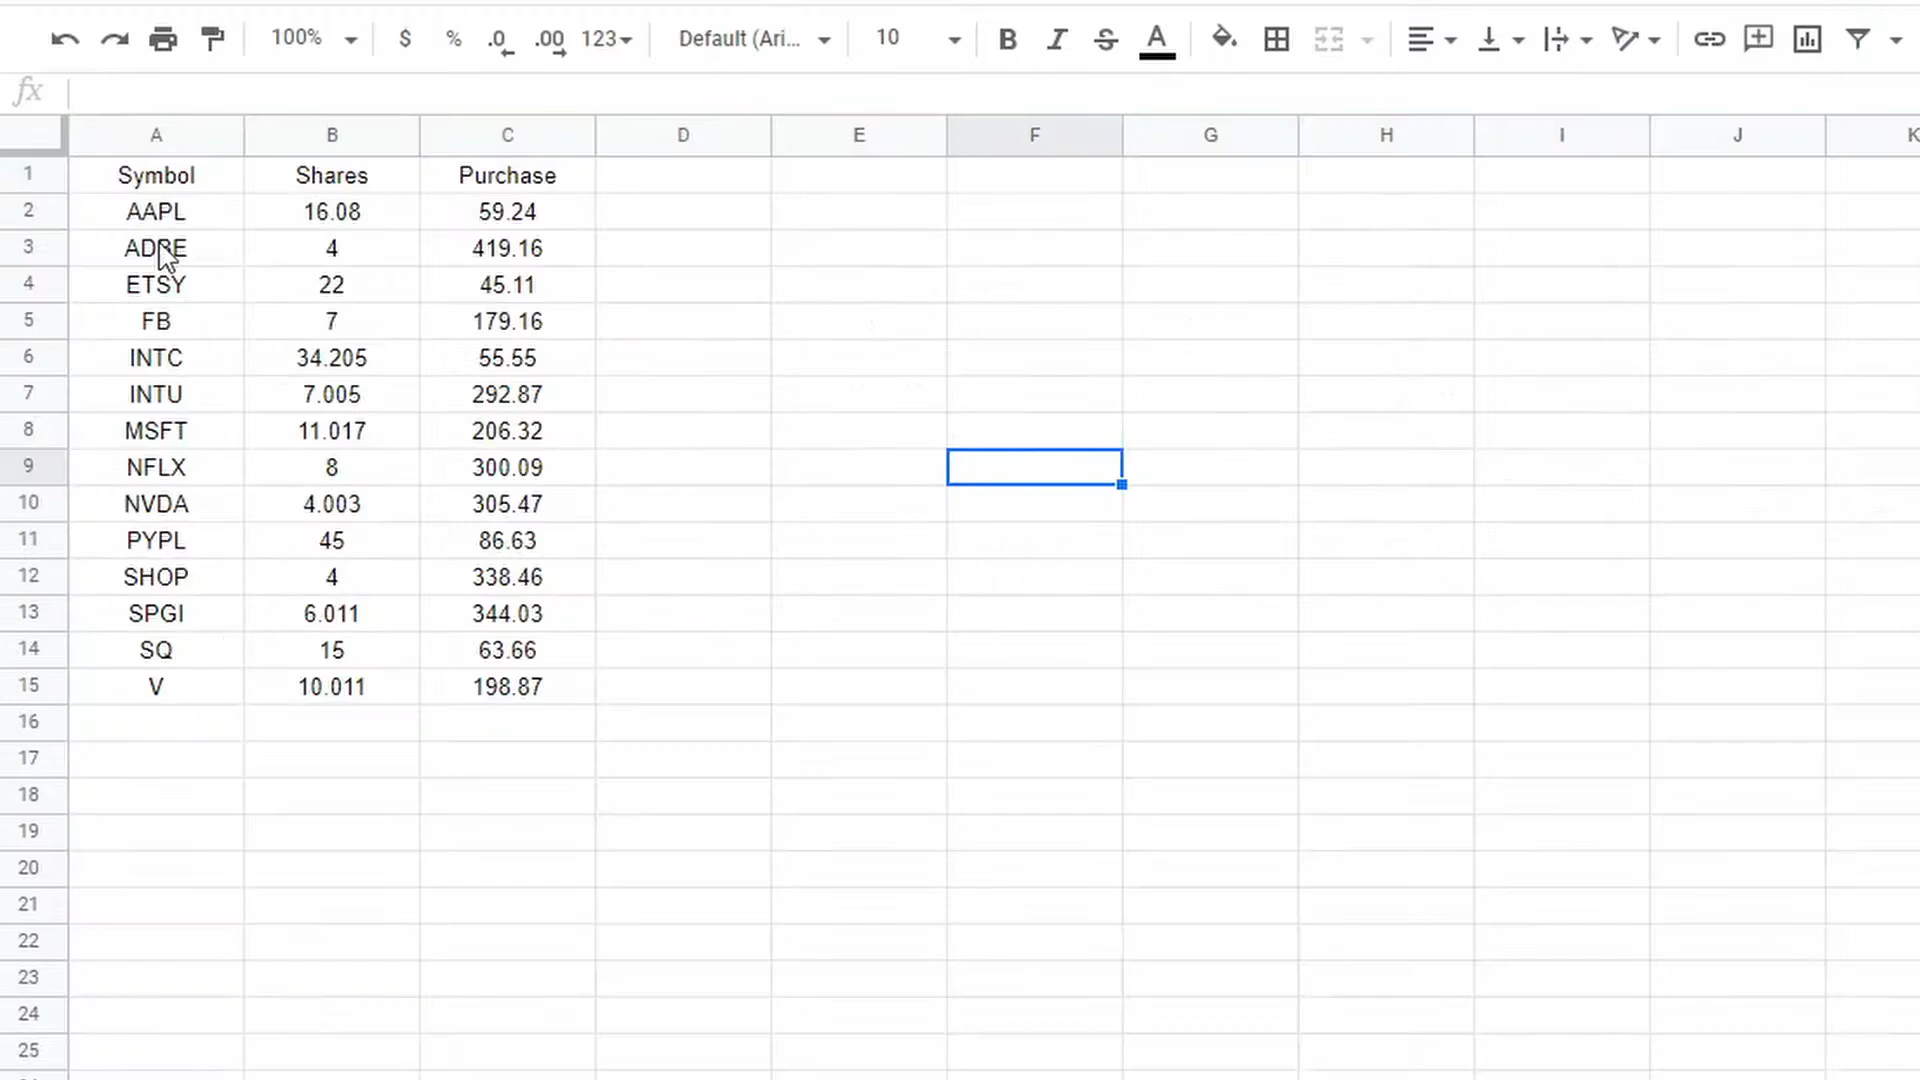 100% $ % .0 .00 123 Default (Ari... 10 B I S A
fx
A B C D E F G H I J K
1 Symbol Shares Purchase
2 AAPL 16.08 59.24
3 4 419.16
4 ETSY 22 45.11
5 FB 7 179.16
6 INTC 34.205 55.55
7 INTU 7.005 292.87
8 MSFT 11.017 206.32
9 NFLX 8 300.09
10 NVDA 4.003 305.47
11 PYPL 45 86.63
12 SHOP 4 338.46
13 SPGI 6.011 344.03
14 SQ 15 63.66
15 V 10.011 198.87
16
17
18
19
20
21
22
23
24
25